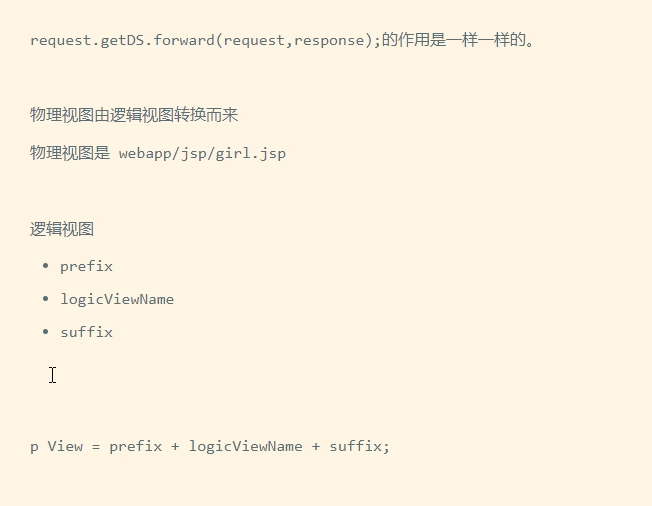 request.getDS.forward(request,response);的作用是一样一样的。
物理视图由逻辑视图转换而来
物理视图是 webapp/jsp/girl.jsp
逻辑视图
• prefix
• logicViewName
• suffix
p View = prefix + logicViewName + suffix;